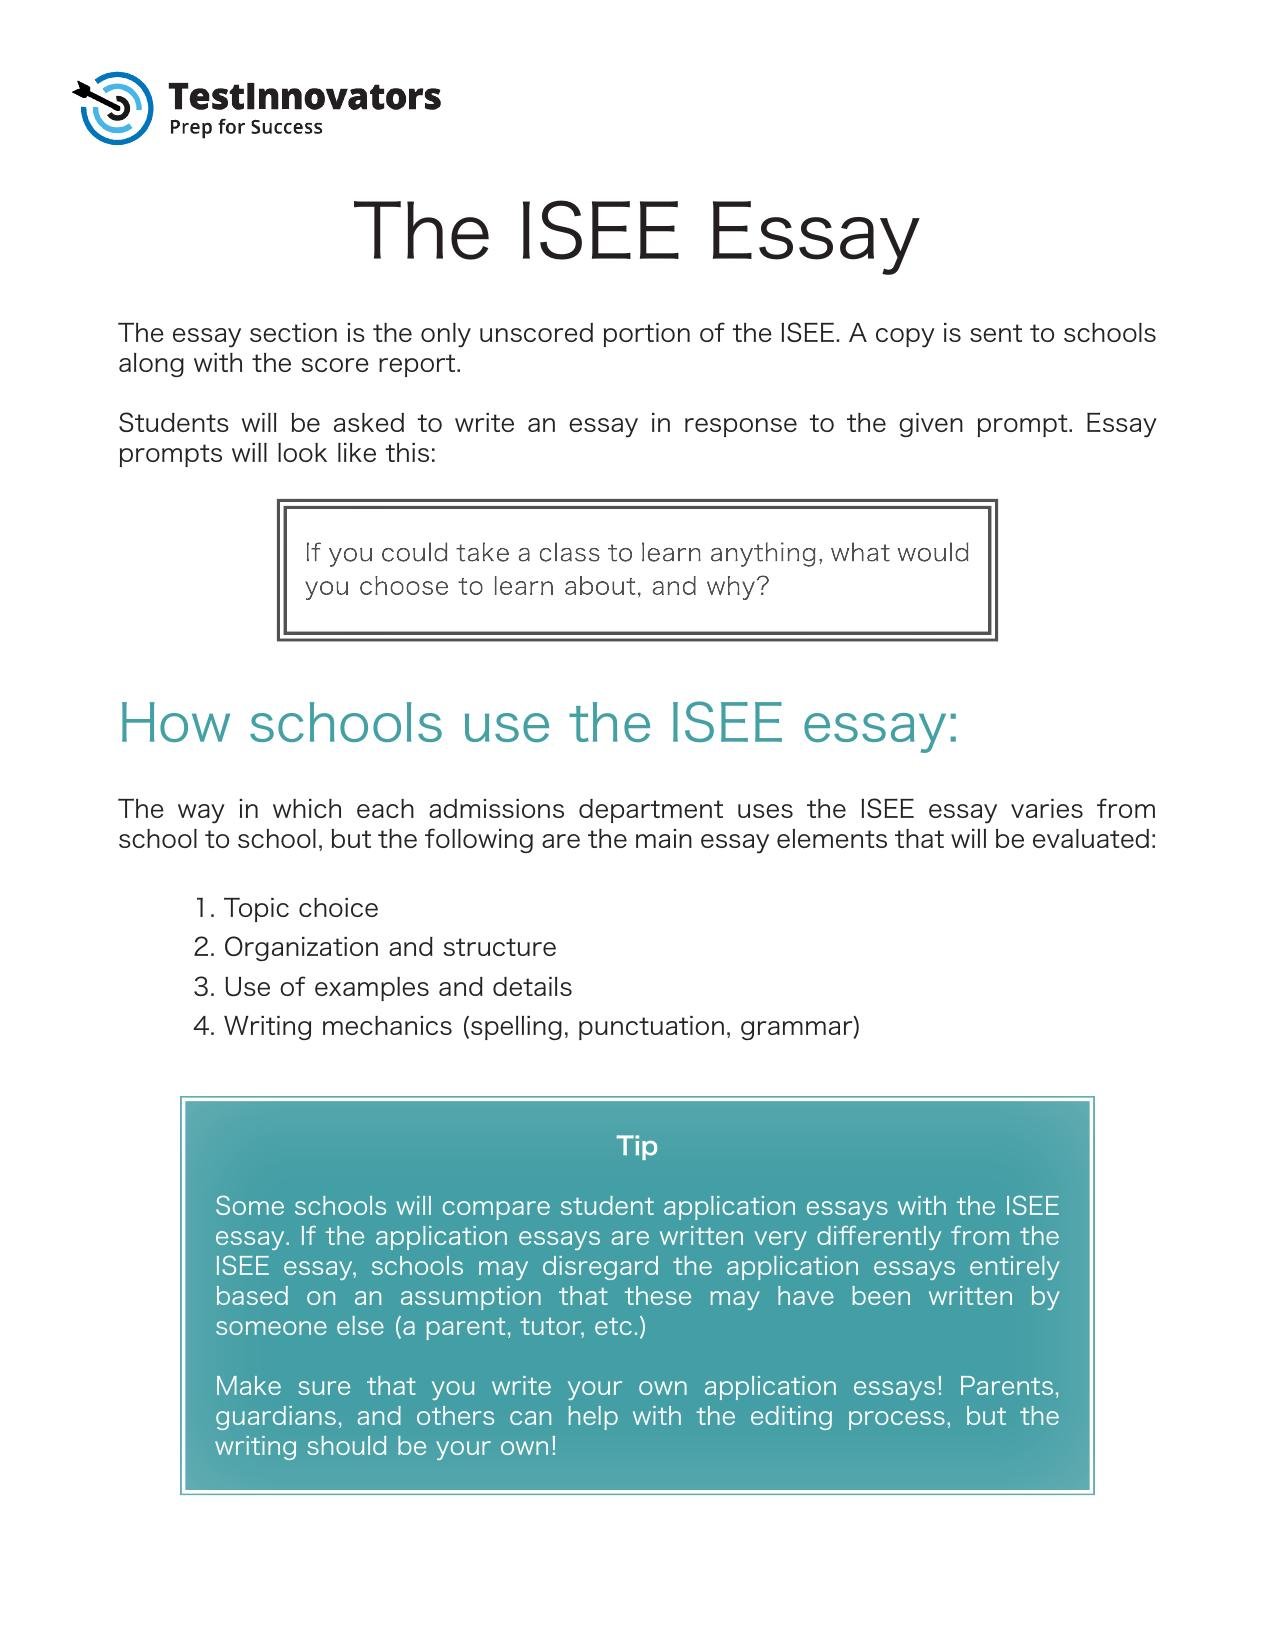 TestInnovators
Prep for Success
The ISEE Essay
The essay section is the only unscored portion of the ISEE. A copy is sent to schools
along with the score report.
Students will be asked to write an essay in response to the given prompt. Essay
prompts will look like this:
If you could take a class to learn anything, what would
you choose to learn about, and why?
How schools use the ISEE essay:
The way in which each admissions department uses the ISEE essay varies from
school to school, but the following are the main essay elements that will be evaluated:
1. Topic choice
2. Organization and structure
3. Use of examples and details
4. Writing mechanics (spelling, punctuation, grammar)
Tip
Some schools will compare student application essays with the ISEE
essay. If the application essays are written very differently from the
ISEE essay, schools may disregard the application essays entirely
based on an assumption that these may have been written by
someone else (a parent, tutor, etc.)
Make sure that you write your own application essays! Parents,
guardians, and others can help with the editing process, but the
writing should be your own!